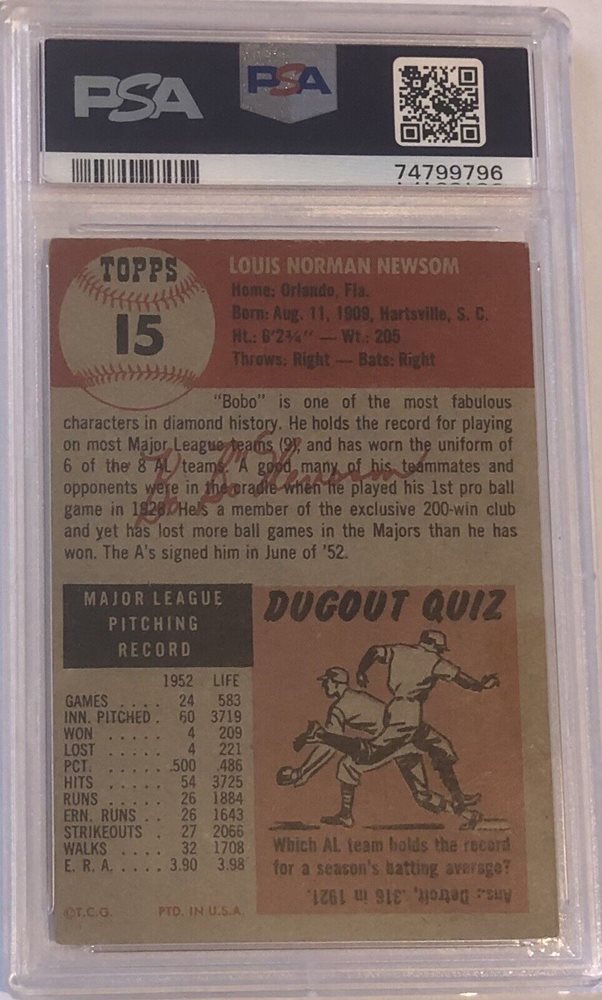 PSA
PSA
74799796
TOPPS
15
LOUIS NORMAN NEWSOM
Home: Orlando, Fla.
Born: Aug. 11, 1909, Hartsville, S. C.
Ht.: 6'2¾" — Wt.: 205
Throws: Right — Bats: Right
"Bobo" is one of the most fabulous
characters in diamond history. He holds the record for playing
on most Major League teams (9), and has worn the uniform of
6 of the 8 AL teams. A good many of his teammates and
opponents were in the cradle when he played his 1st pro ball
game in 1928. He's a member of the exclusive 200-win club
and yet has lost more ball games in the Majors than he has
won. The A's signed him in June of '52.
Bo Bo Newsom
MAJOR LEAGUE
PITCHING
RECORD
1952 LIFE
GAMES . . . . 24 583
INN. PITCHED . 60 3719
WON . . . . . 4 209
LOST . . . . . 4 221
PCT. . . . . . .500 .486
HITS . . . . . 54 3725
RUNS . . . . . 26 1884
ERN. RUNS . . 26 1643
STRIKEOUTS . 27 2066
WALKS . . . . 32 1708
E. R. A. . . . . 3.90 3.98
DUGOUT QUIZ
Which AL team holds the record
for a season's batting average?
Ans.: Detroit, .316 in 1921.
©T.C.G. PTD. IN U.S.A.